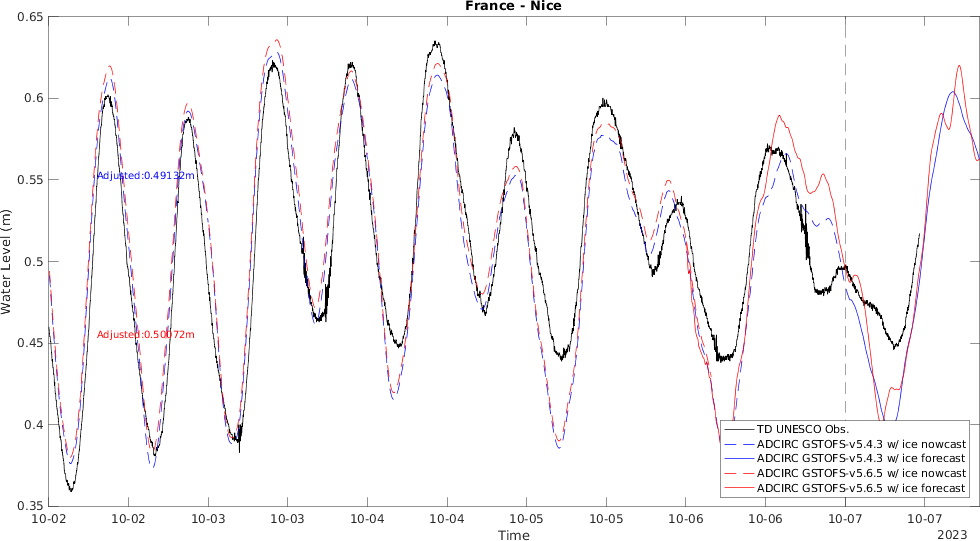 France - Nice
Water Level (m)
0.65
0.6
0.55
0.5
0.45
0.4
0.35
Adjusted:0.49132m
Adjusted:0.50072m
TD UNESCO Obs.
ADCIRC GSTOFS-v5.4.3 w/ ice nowcast
ADCIRC GSTOFS-v5.4.3 w/ ice forecast
ADCIRC GSTOFS-v5.6.5 w/ ice nowcast
ADCIRC GSTOFS-v5.6.5 w/ ice forecast
10-02 10-02 10-03 10-03 10-04 10-04 10-05 10-05 10-06 10-06 10-07 10-07
Time
2023